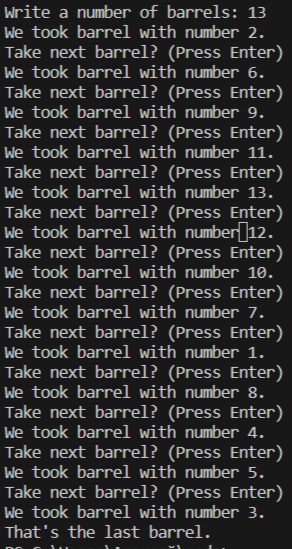 Write a number of barrels: 13
We took barrel with number 2.
Take next barrel? (Press Enter)
We took barrel with number 6.
Take next barrel? (Press Enter)
We took barrel with number 9.
Take next barrel? (Press Enter)
We took barrel with number 11.
Take next barrel? (Press Enter)
We took barrel with number 13.
Take next barrel? (Press Enter)
We took barrel with number 12.
Take next barrel? (Press Enter)
We took barrel with number 10.
Take next barrel? (Press Enter)
We took barrel with number 7.
Take next barrel? (Press Enter)
We took barrel with number 1.
Take next barrel? (Press Enter)
We took barrel with number 8.
Take next barrel? (Press Enter)
We took barrel with number 4.
Take next barrel? (Press Enter)
We took barrel with number 5.
Take next barrel? (Press Enter)
We took barrel with number 3.
That's the last barrel.